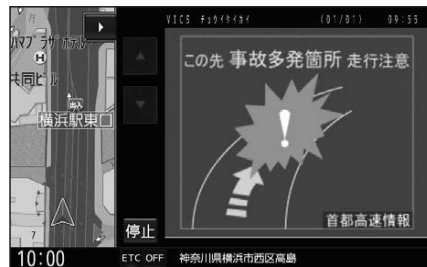 VICS チュウイケイカイ (01/01) 09:55
ハマプラザホテル
H
共同ビル
出入
横浜駅東口
7
10:00
この先 事故多発箇所 走行注意
!
首都高速情報
停止
ETC OFF 神奈川県横浜市西区高島